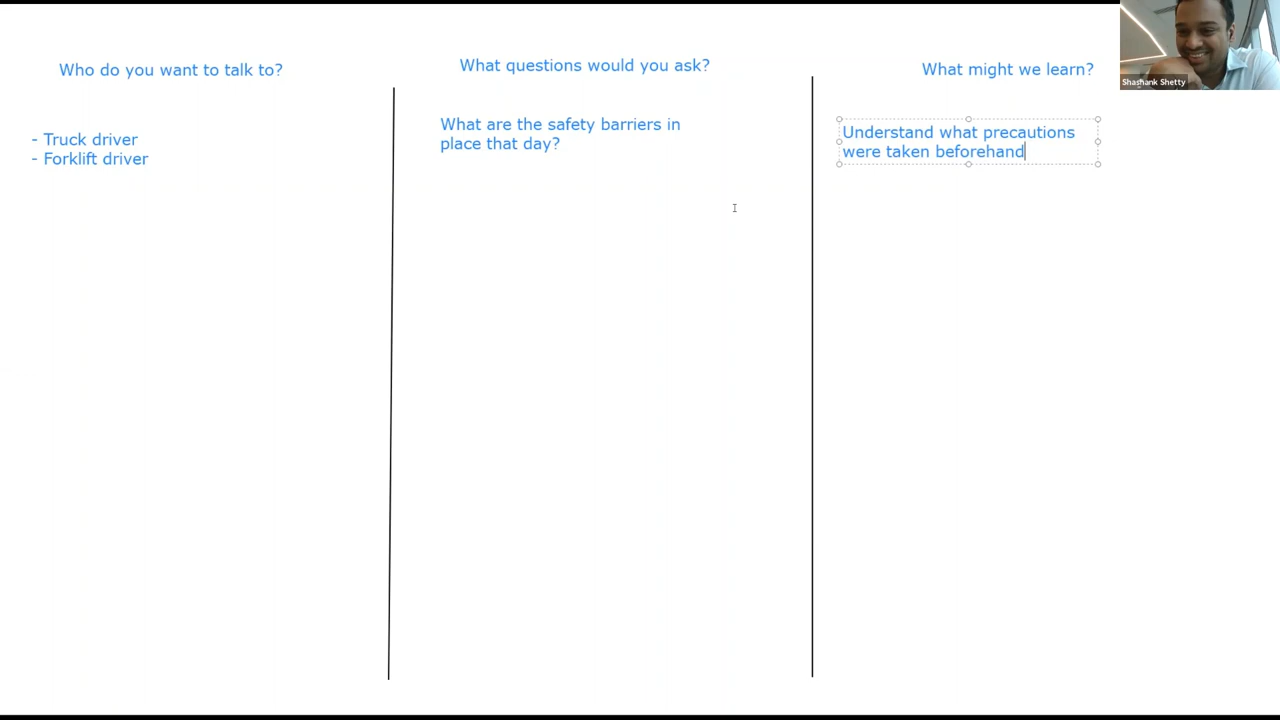 Who do you want to talk to?
- Truck driver
- Forklift driver
What questions would you ask?
What are the safety barriers in
place that day?
What might we learn?
Understand what precautions
were taken beforehand
Shashank Shetty